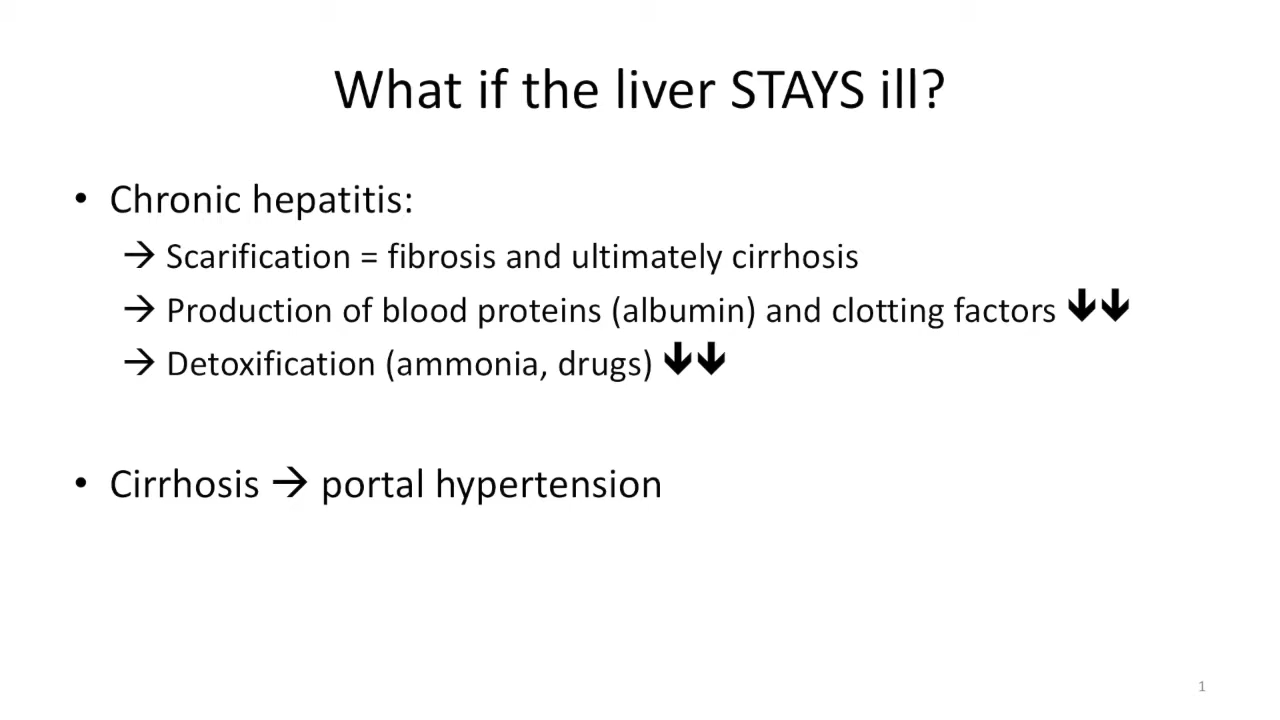 What if the liver STAYS ill?
• Chronic hepatitis:
→ Scarification = fibrosis and ultimately cirrhosis
→ Production of blood proteins (albumin) and clotting factors 🡻🡻
→ Detoxification (ammonia, drugs) 🡻🡻
• Cirrhosis → portal hypertension
1